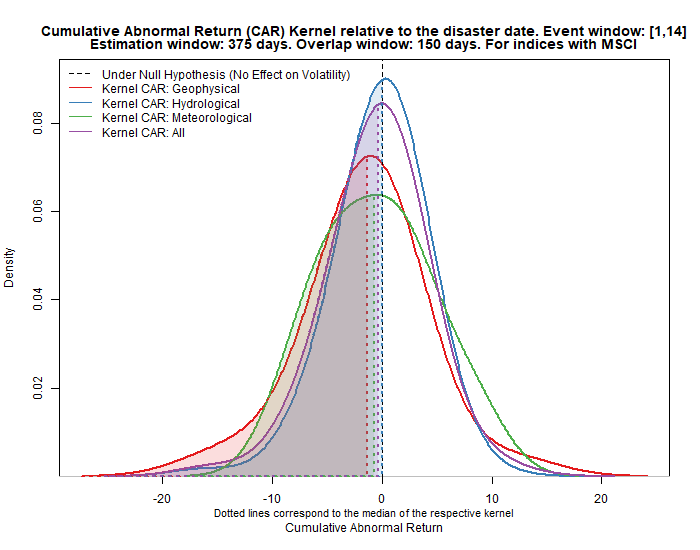 Cumulative Abnormal Return (CAR) Kernel relative to the disaster date. Event window: [1,14]
Estimation window: 375 days. Overlap window: 150 days. For indices with MSCI
Under Null Hypothesis (No Effect on Volatility)
Kernel CAR: Geophysical
Kernel CAR: Hydrological
Kernel CAR: Meteorological
Kernel CAR: All
0.08
0.06
0.04
0.02
Density
-20 -10 0 10 20
Dotted lines correspond to the median of the respective kernel
Cumulative Abnormal Return